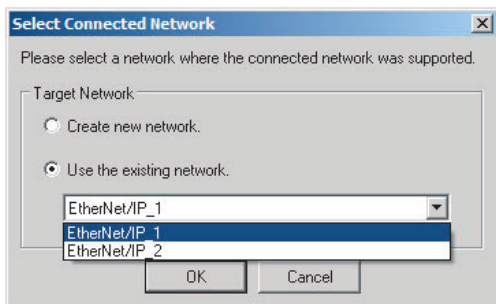 Select Connected Network
Please select a network where the connected network was supported.
Target Network
Create new network.
Use the existing network.
EtherNet/IP_1
EtherNet/IP_1
EtherNet/IP_2
OK
Cancel